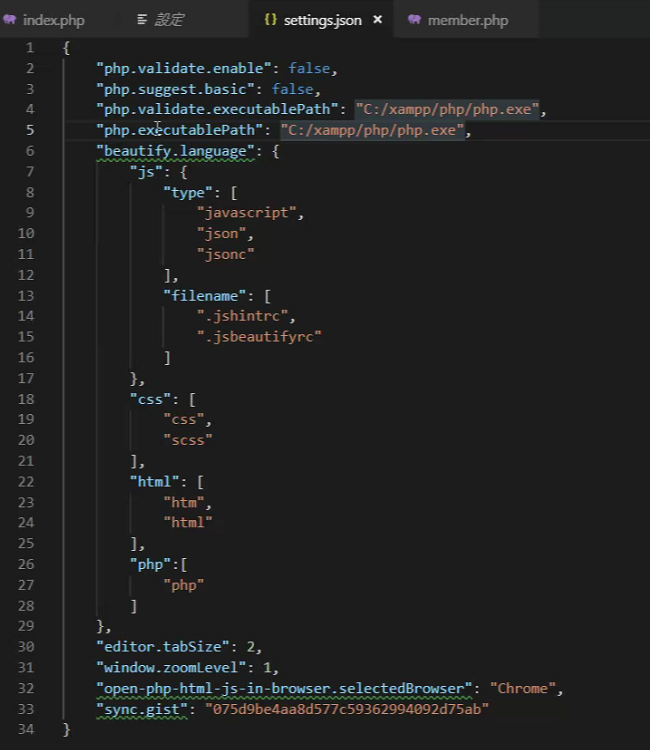 index.php 設定 settings.json × member.php
1 {
2 "php.validate.enable": false,
3 "php.suggest.basic": false,
4 "php.validate.executablePath": "C:/xampp/php/php.exe",
5 "php.executablePath": "C:/xampp/php/php.exe",
6 "beautify.language": {
7 "js": {
8 "type": [
9 "javascript",
10 "json",
11 "jsonc"
12 ],
13 "filename": [
14 ".jshintrc",
15 ".jsbeautifyrc"
16 ]
17 },
18 "css": [
19 "css",
20 "scss"
21 ],
22 "html": [
23 "htm",
24 "html"
25 ],
26 "php":[
27 "php"
28 ]
29 },
30 "editor.tabSize": 2,
31 "window.zoomLevel": 1,
32 "open-php-html-js-in-browser.selectedBrowser": "Chrome",
33 "sync.gist": "075d9be4aa8d577c59362994092d75ab"
34 }